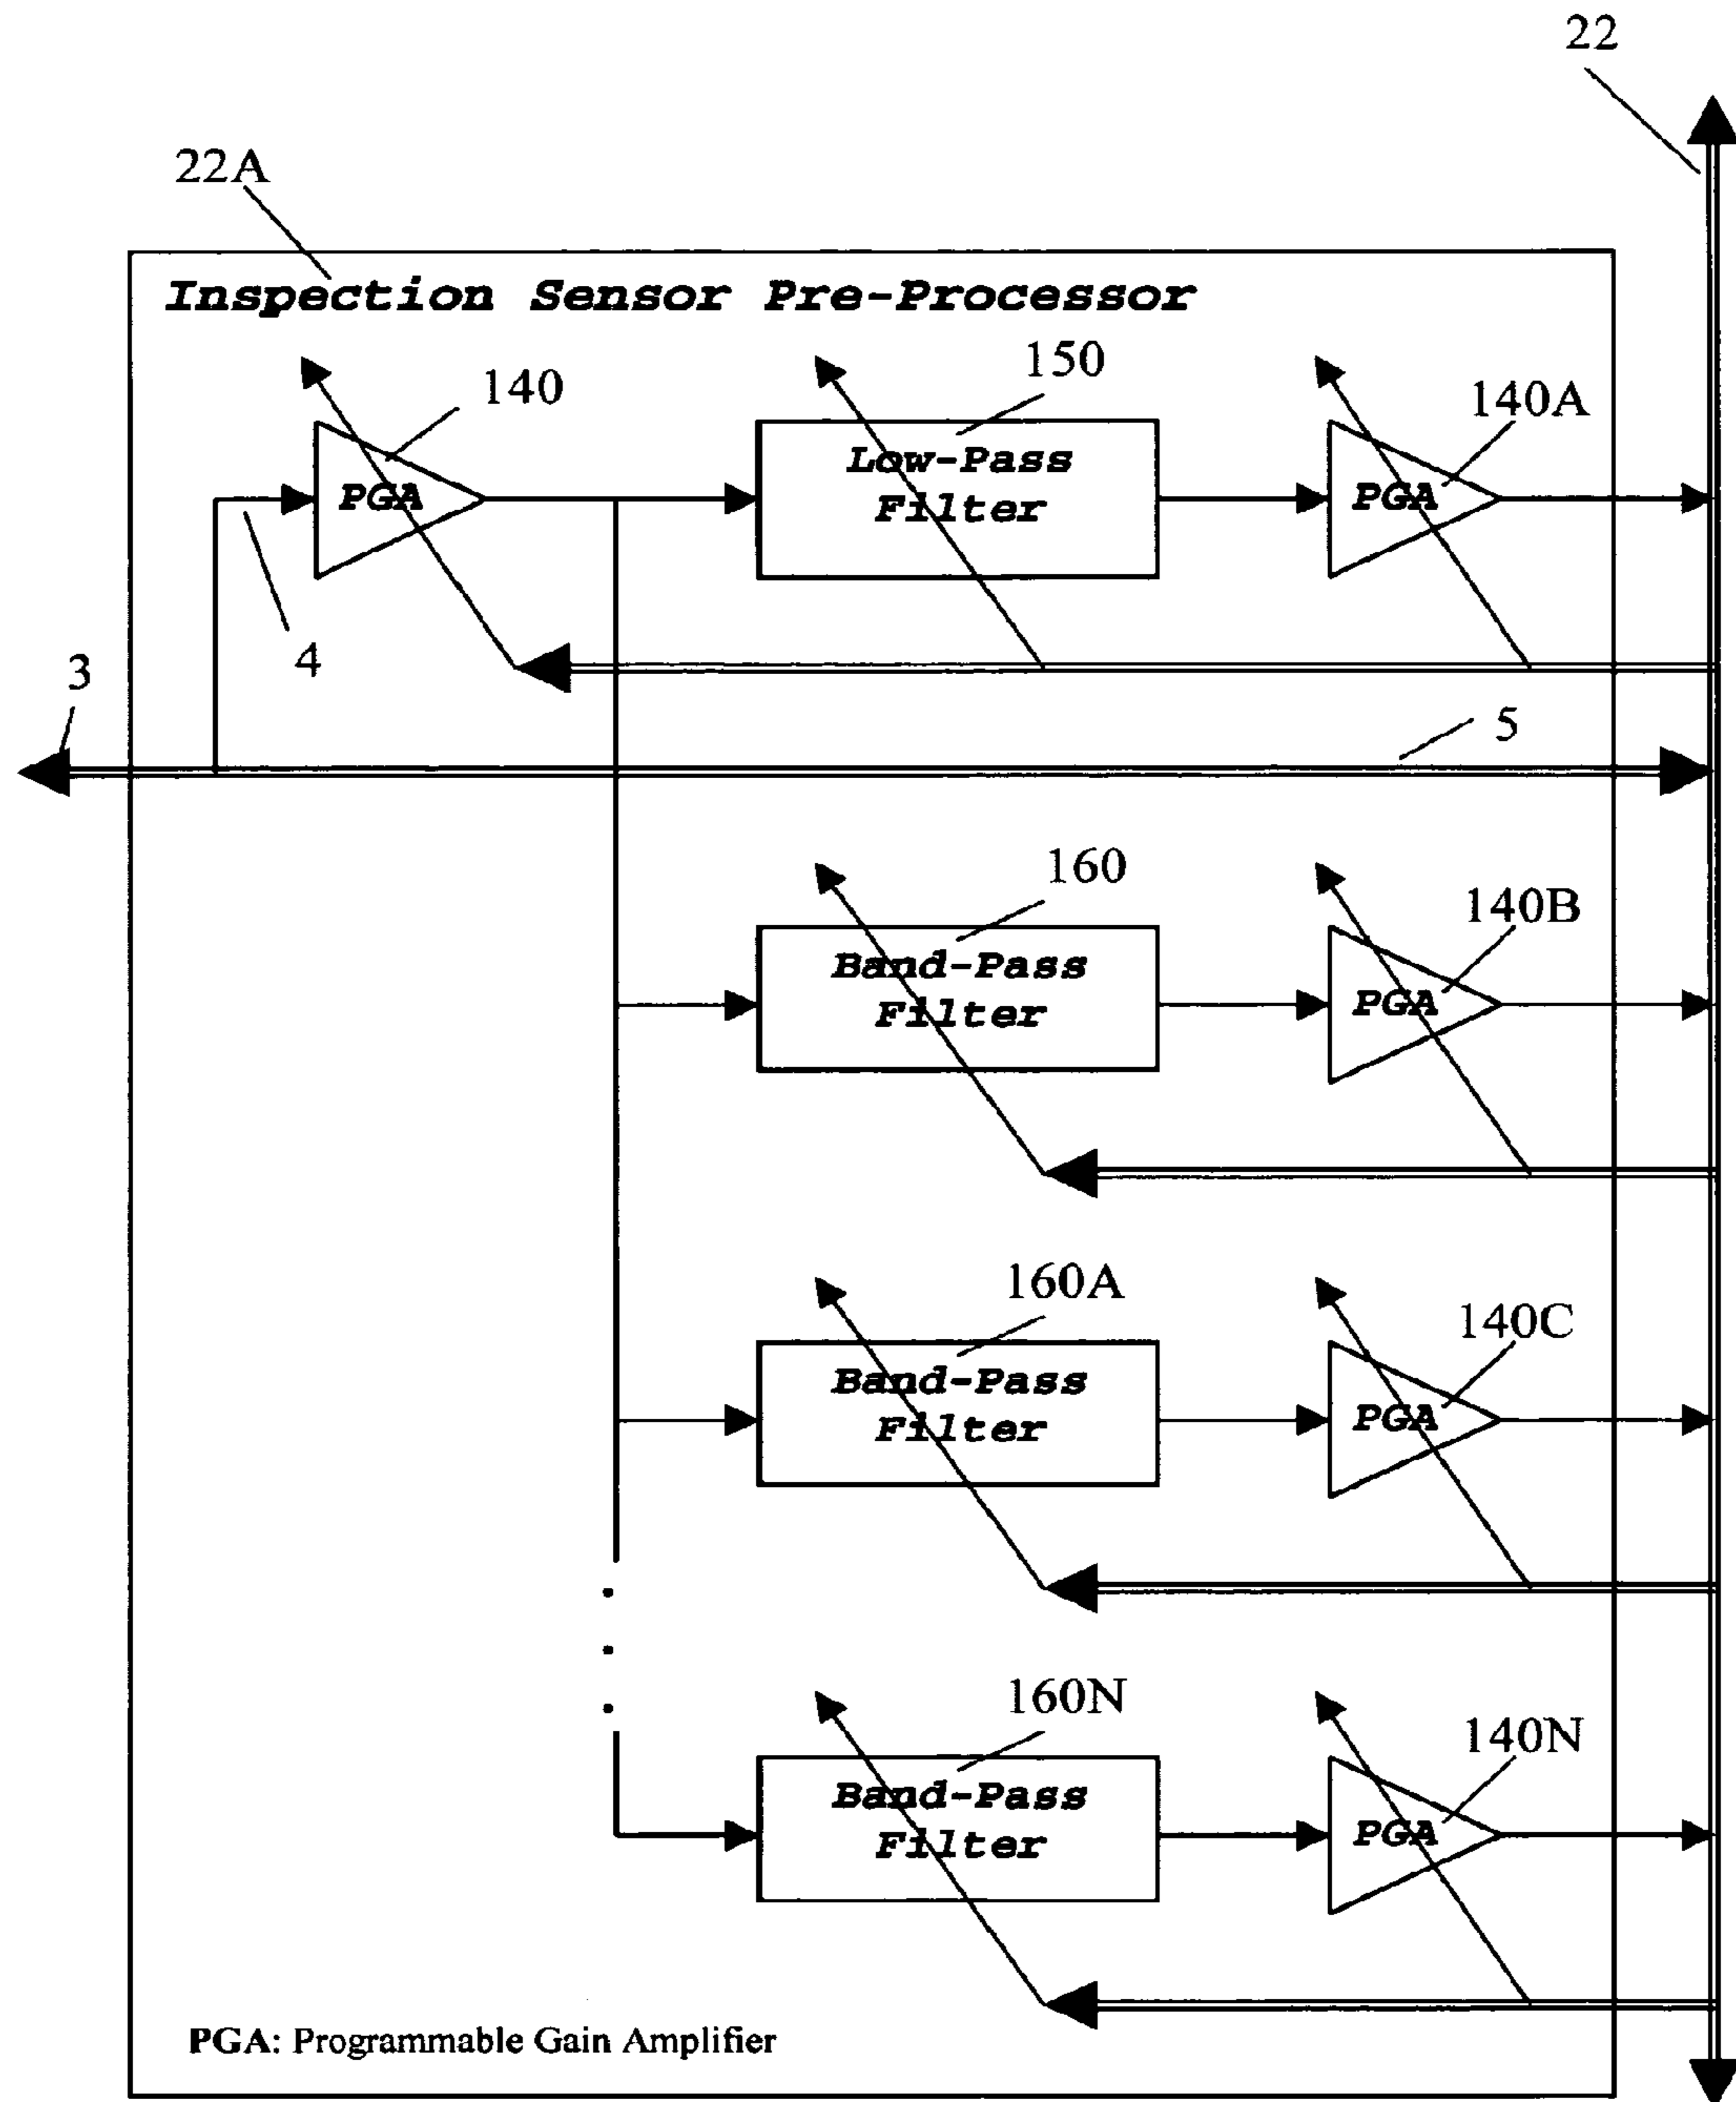 22
22A
Inspection Sensor Pre-Processor
140
150
140A
PGA
Low-Pass
Filter
PGA
4
3
5
160
140B
Band-Pass
Filter
PGA
160A
140C
Band-Pass
Filter
PGA
.
.
.
160N
140N
Band-Pass
Filter
PGA
PGA: Programmable Gain Amplifier